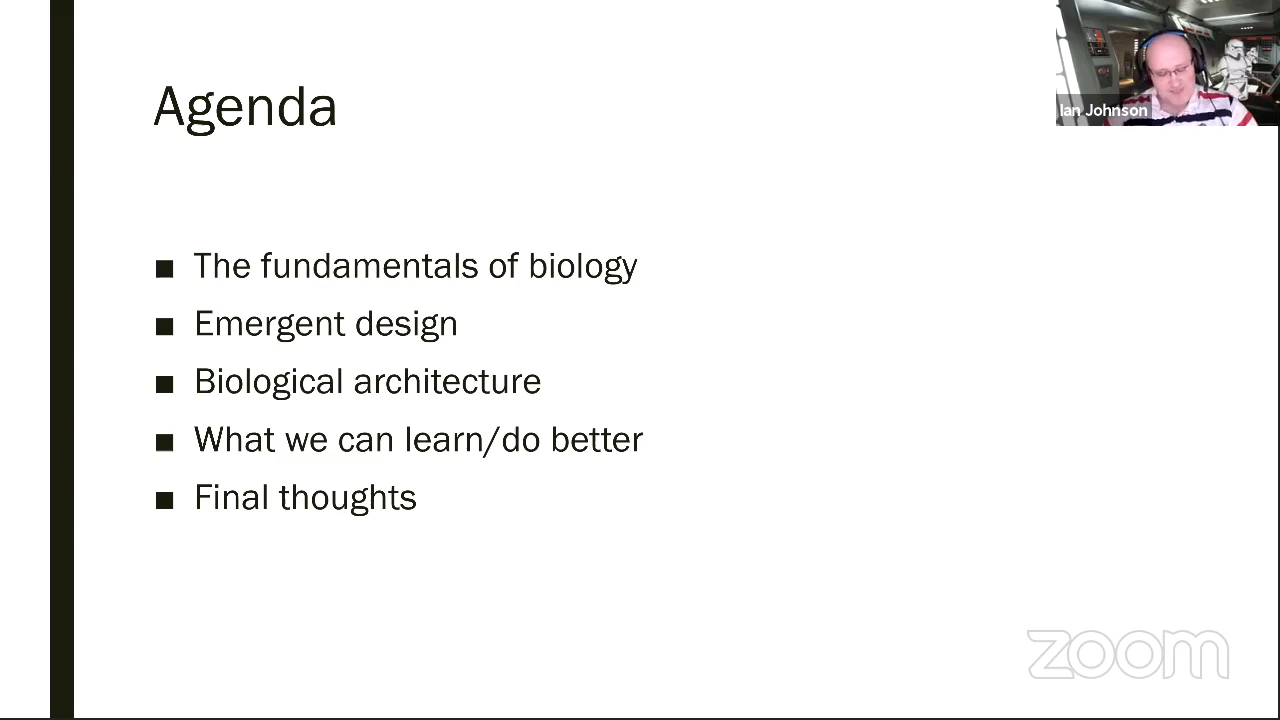 Agenda
Ian Johnson
■ The fundamentals of biology
■ Emergent design
■ Biological architecture
■ What we can learn/do better
■ Final thoughts
zoom